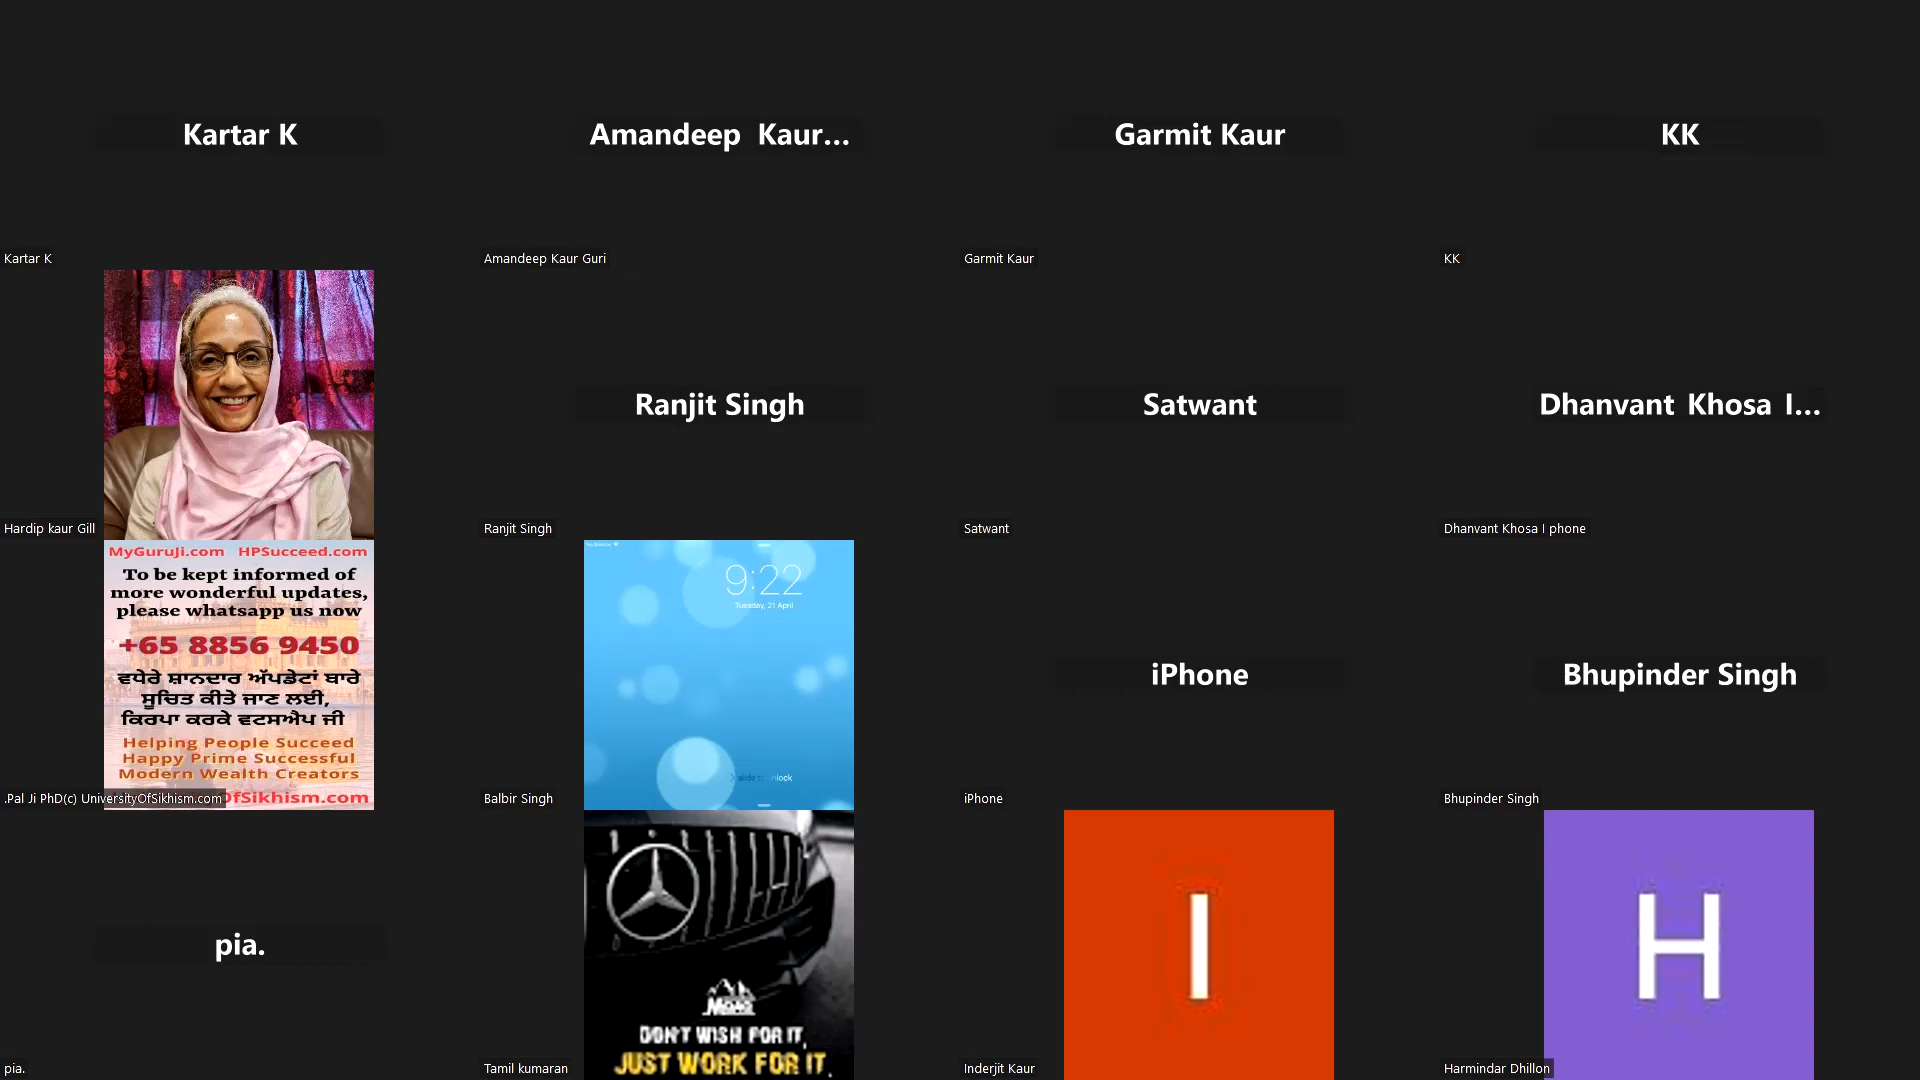 Kartar K
Amandeep Kaur...
Garmit Kaur
KK
Kartar K
Amandeep Kaur Guri
Garmit Kaur
KK
Ranjit Singh
Satwant
Dhanvant Khosa I...
Hardip kaur Gill
Ranjit Singh
Satwant
Dhanvant Khosa I phone
MyGuruJi.com HPSucceed.com
To be kept informed of
more wonderful updates,
please whatsapp us now
+65 8856 9450
ਵਧੇਰੇ ਸ਼ਾਨਦਾਰ ਅੱਪਡੇਟਾਂ ਬਾਰੇ
ਸੂਚਿਤ ਕੀਤੇ ਜਾਣ ਲਈ,
ਕਿਰਪਾ ਕਰਕੇ ਵਟਸਐਪ ਜੀ
Helping People Succeed
Happy Prime Successful
Modern Wealth Creators
OfSikhism.com
.Pal Ji PhD(c) UniversityOfSikhism.com
9:22
Tuesday, 21 April
slide t nlock
Balbir Singh
iPhone
iPhone
Bhupinder Singh
Bhupinder Singh
pia.
pia.
DON'T WISH FOR IT,
JUST WORK FOR IT.
Tamil kumaran
I
Inderjit Kaur
H
Harmindar Dhillon